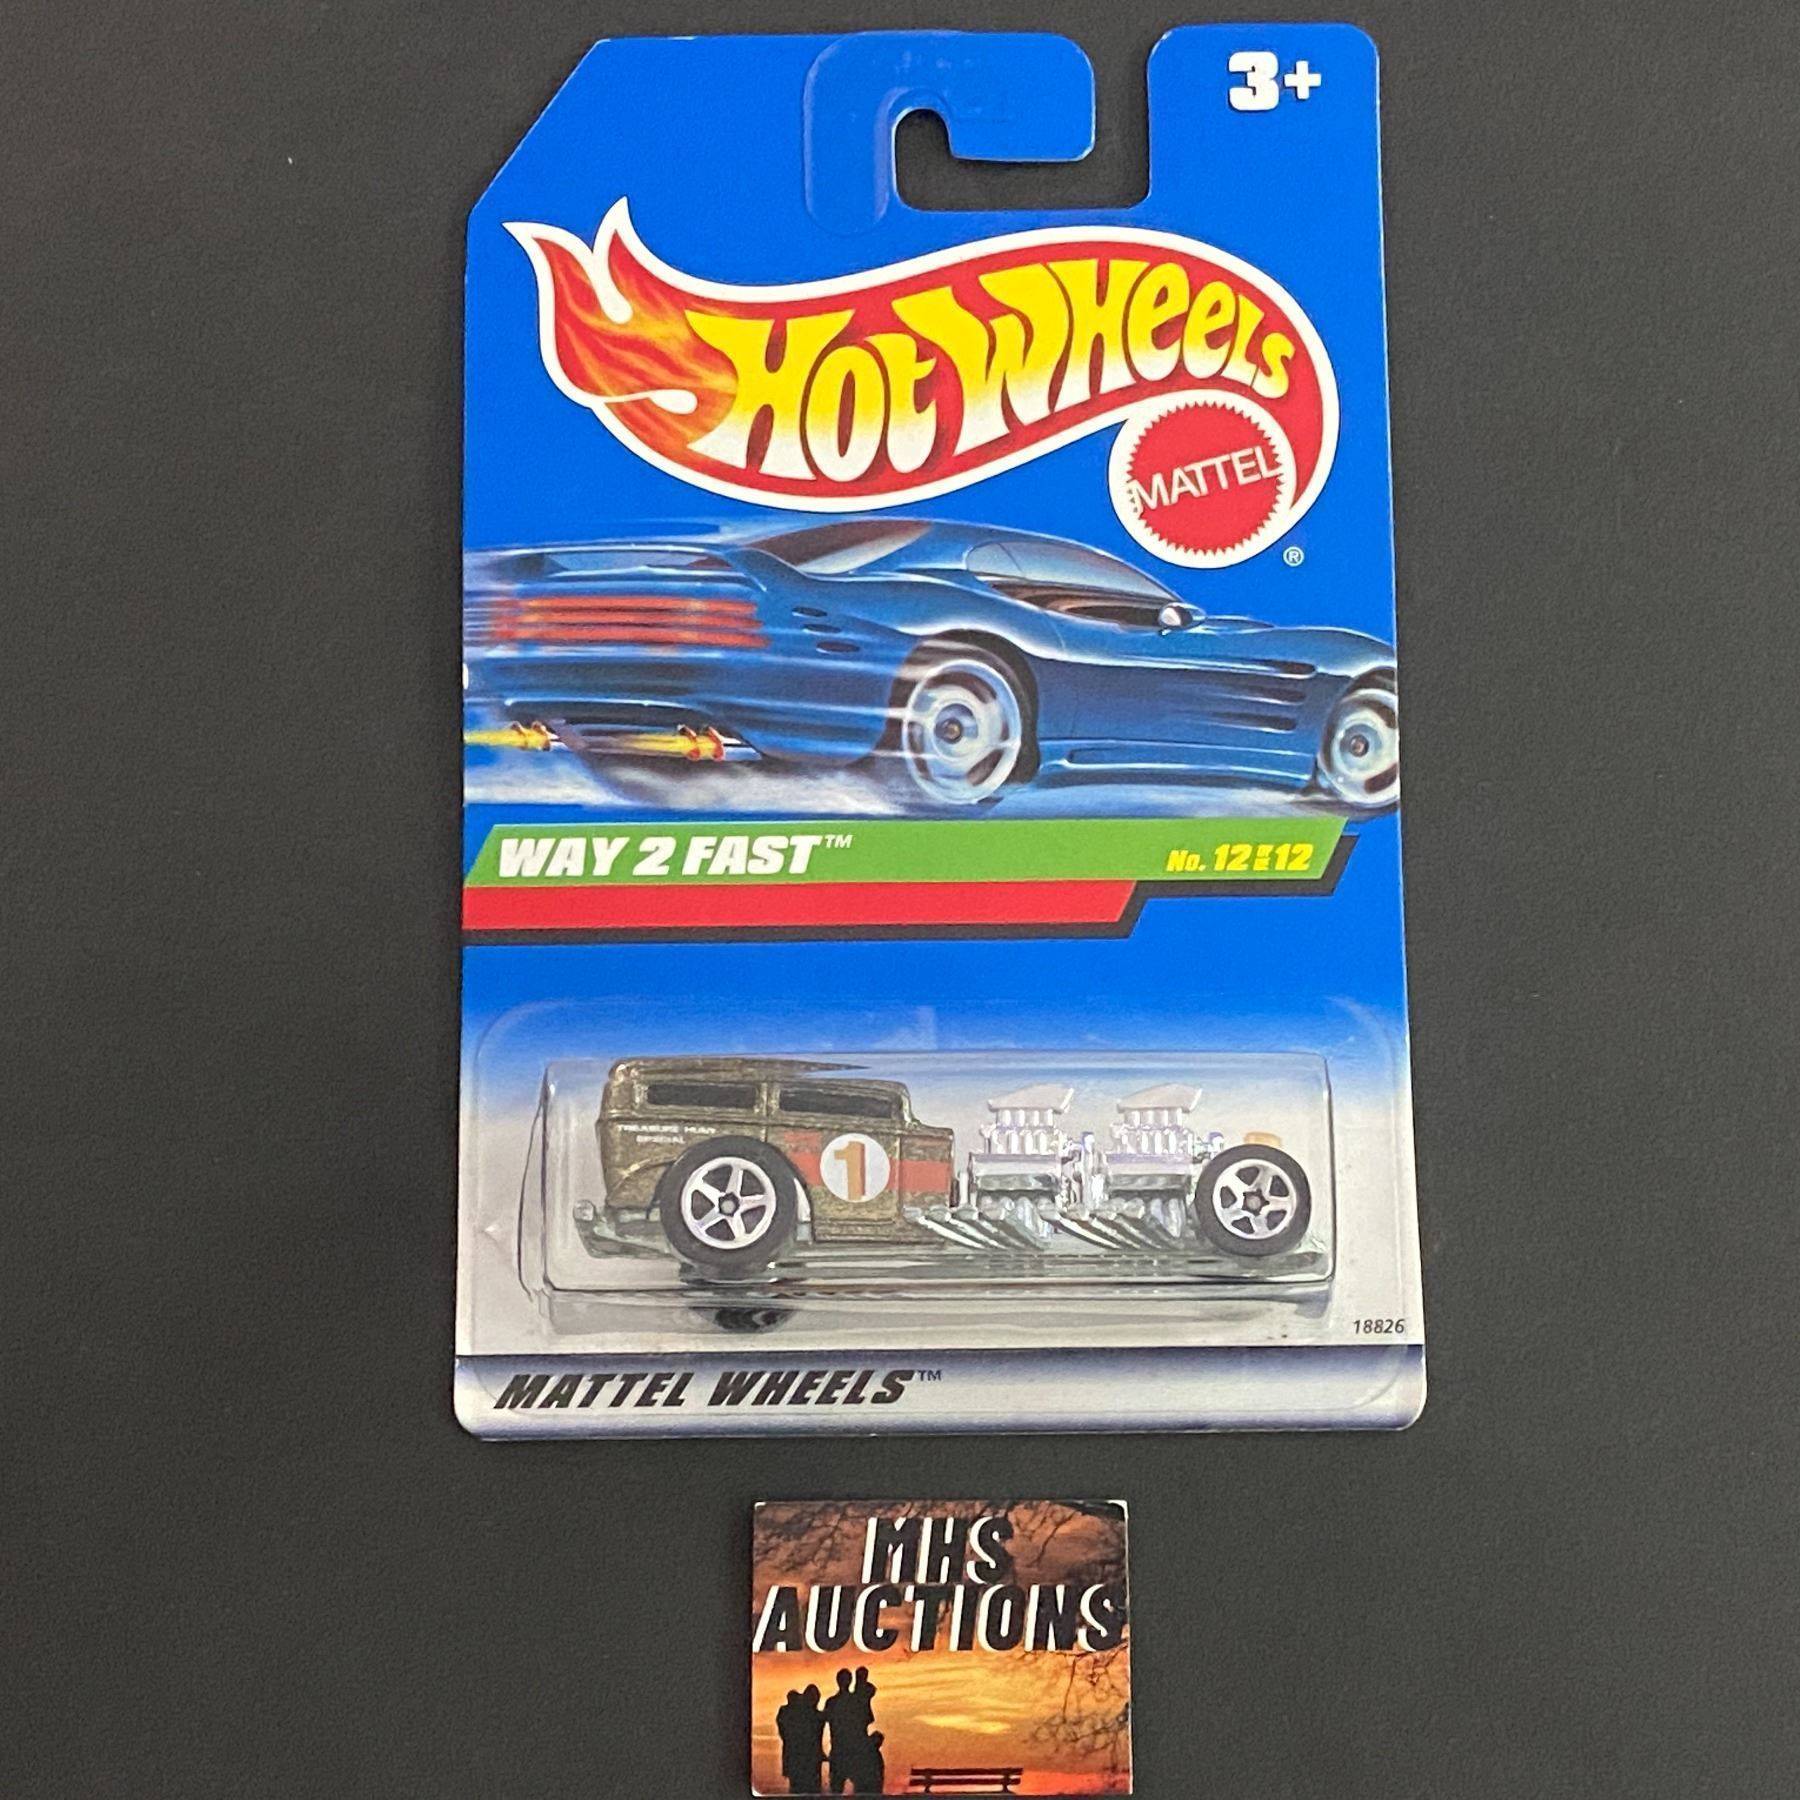 3+
HOT WHEELS
MATTEL
®
WAY 2 FAST™
No. 12 OF 12
TREASURE HUNT
SPECIAL
1
18826
MATTEL WHEELS™
MHS
AUCTIONS